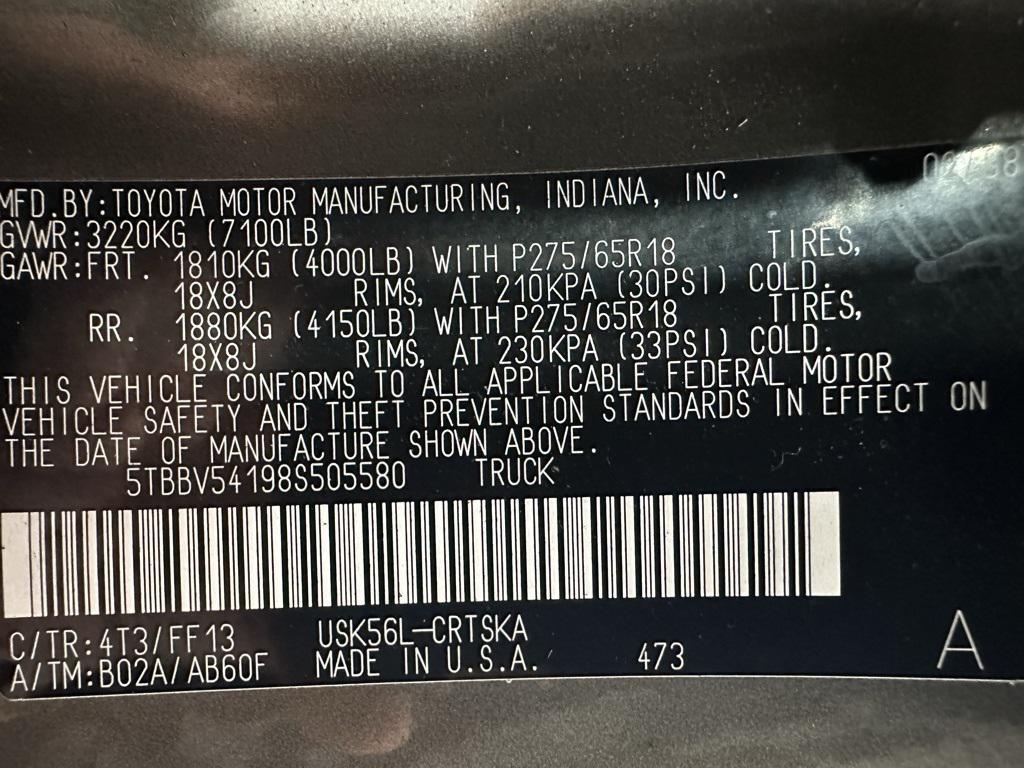 MFD.BY:TOYOTA MOTOR MANUFACTURING, INDIANA, INC.
GVWR:3220KG (7100LB)
GAWR:FRT. 1810KG (4000LB) WITH P275/65R18 TIRES,
18X8J RIMS, AT 210KPA (30PSI) COLD.
RR. 1880KG (4150LB) WITH P275/65R18 TIRES,
18X8J RIMS, AT 230KPA (33PSI) COLD.
THIS VEHICLE CONFORMS TO ALL APPLICABLE FEDERAL MOTOR
VEHICLE SAFETY AND THEFT PREVENTION STANDARDS IN EFFECT ON
THE DATE OF MANUFACTURE SHOWN ABOVE.
5TBBV54198S505580 TRUCK
C/TR:4T3/FF13 USK56L-CRTSKA
A/TM:B02A/AB60F MADE IN U.S.A. 473 A